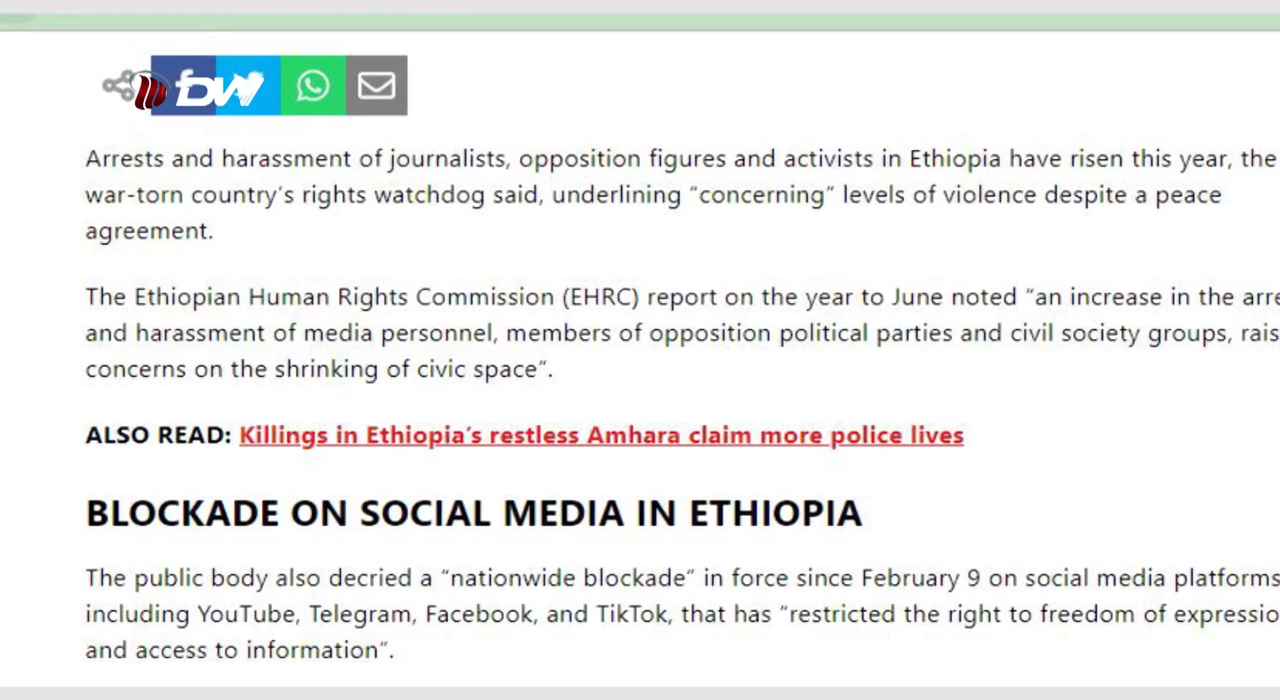 DW
Arrests and harassment of journalists, opposition figures and activists in Ethiopia have risen this year, the
war-torn country's rights watchdog said, underlining “concerning” levels of violence despite a peace
agreement.
The Ethiopian Human Rights Commission (EHRC) report on the year to June noted “an increase in the
and harassment of media personnel, members of opposition political parties and civil society groups,
concerns on the shrinking of civic space”.
ALSO READ: Killings in Ethiopia's restless Amhara claim more police lives
BLOCKADE ON SOCIAL MEDIA IN ETHIOPIA
The public body also decried a “nationwide blockade” in force since February 9 on social media platforms
including YouTube, Telegram, Facebook, and TikTok, that has “restricted the right to freedom of
and access to information”.